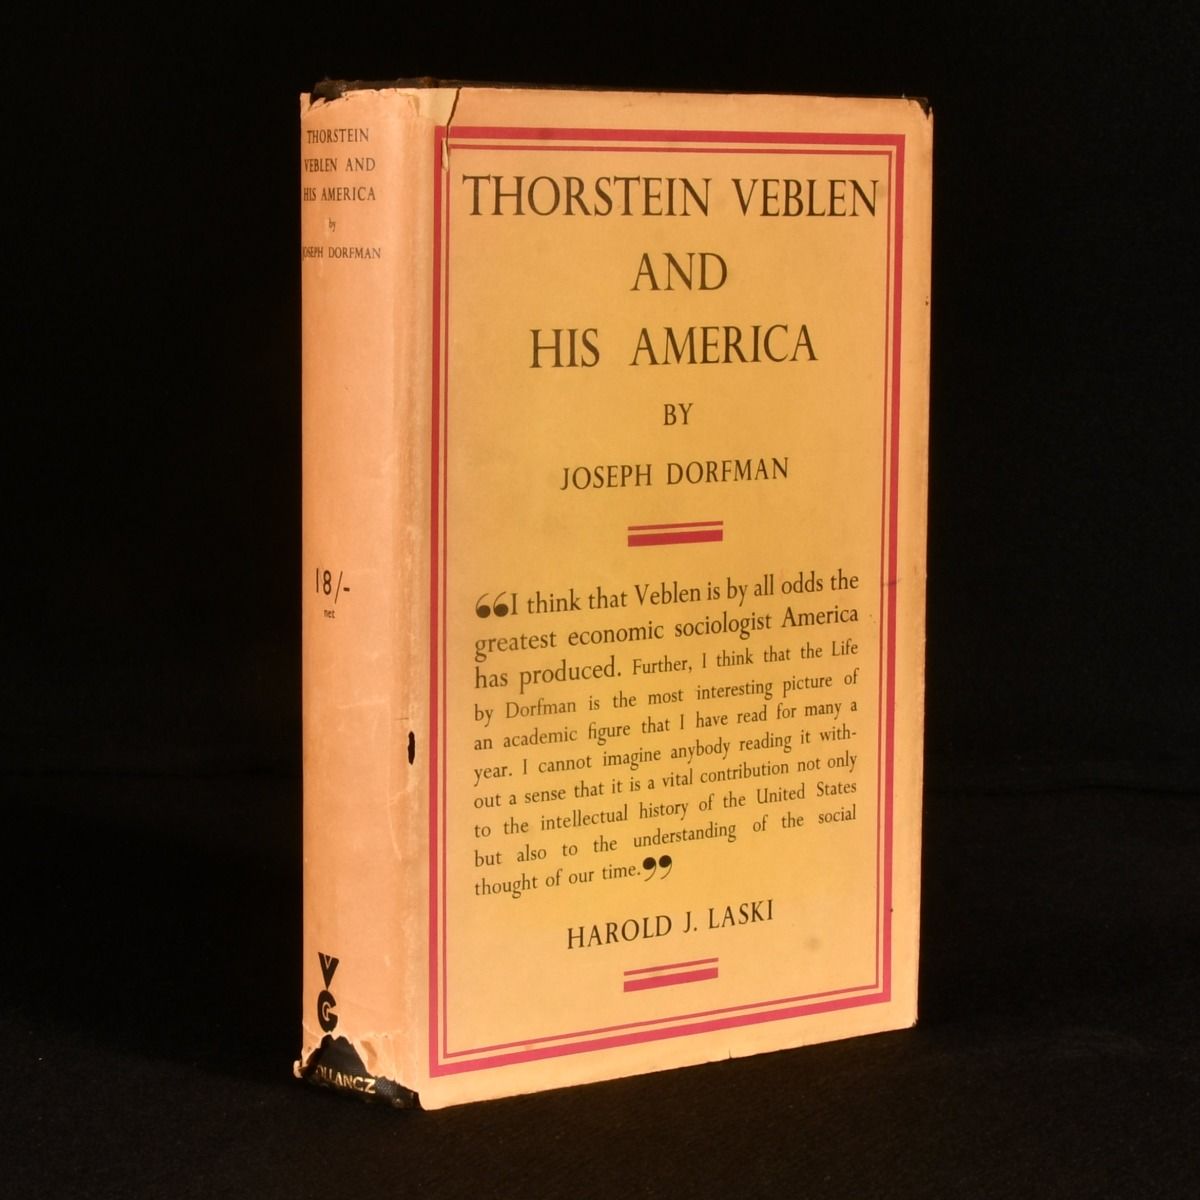 THORSTEIN
VEBLEN AND
HIS AMERICA
by
JOSEPH DORFMAN
18/-
net
VG
THORSTEIN VEBLEN
AND
HIS AMERICA
BY
JOSEPH DORFMAN
❝I think that Veblen is by all odds the
greatest economic sociologist America
has produced. Further, I think that the Life
by Dorfman is the most interesting picture of
an academic figure that I have read for many a
year. I cannot imagine anybody reading it with-
out a sense that it is a vital contribution not only
to the intellectual history of the United States
but also to the understanding of the social
thought of our time.❞
HAROLD J. LASKI